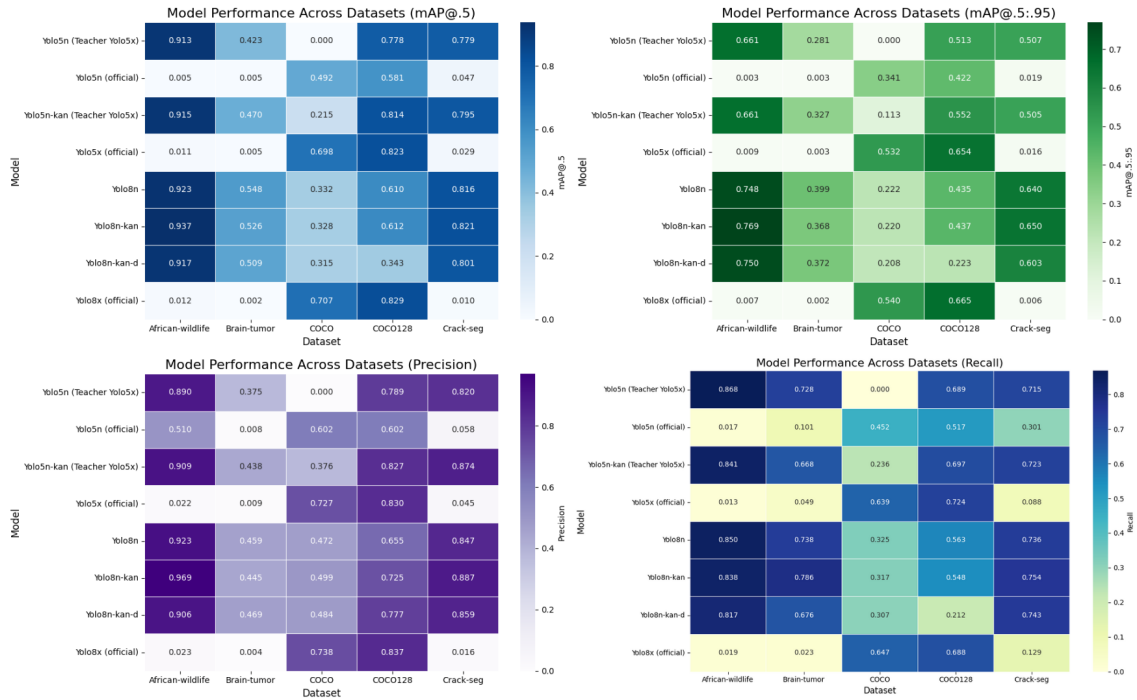 Model Performance Across Datasets (mAP@.5)
Model
Yolo5n (Teacher Yolo5x) 0.913 0.423 0.000 0.778 0.779
Yolo5n (official) 0.005 0.005 0.492 0.581 0.047
Yolo5n-kan (Teacher Yolo5x) 0.915 0.470 0.215 0.814 0.795
Yolo5x (official) 0.011 0.005 0.698 0.823 0.029
Yolo8n 0.923 0.548 0.332 0.610 0.816
Yolo8n-kan 0.937 0.526 0.328 0.612 0.821
Yolo8n-kan-d 0.917 0.509 0.315 0.343 0.801
Yolo8x (official) 0.012 0.002 0.707 0.829 0.010
African-wildlife Brain-tumor COCO COCO128 Crack-seg
Dataset
0.8
0.6
0.4
0.2
0.0
mAP@.5
Model Performance Across Datasets (mAP@.5:.95)
Model
Yolo5n (Teacher Yolo5x) 0.661 0.281 0.000 0.513 0.507
Yolo5n (official) 0.003 0.003 0.341 0.422 0.019
Yolo5n-kan (Teacher Yolo5x) 0.661 0.327 0.113 0.552 0.505
Yolo5x (official) 0.009 0.003 0.532 0.654 0.016
Yolo8n 0.748 0.399 0.222 0.435 0.640
Yolo8n-kan 0.769 0.368 0.220 0.437 0.650
Yolo8n-kan-d 0.750 0.372 0.208 0.223 0.603
Yolo8x (official) 0.007 0.002 0.540 0.665 0.006
African-wildlife Brain-tumor COCO COCO128 Crack-seg
Dataset
0.7
0.6
0.5
0.4
0.3
0.2
0.1
0.0
mAP@.5:.95
Model Performance Across Datasets (Precision)
Model
Yolo5n (Teacher Yolo5x) 0.890 0.375 0.000 0.789 0.820
Yolo5n (official) 0.510 0.008 0.602 0.602 0.058
Yolo5n-kan (Teacher Yolo5x) 0.909 0.438 0.376 0.827 0.874
Yolo5x (official) 0.022 0.009 0.727 0.830 0.045
Yolo8n 0.923 0.459 0.472 0.655 0.847
Yolo8n-kan 0.969 0.445 0.499 0.725 0.887
Yolo8n-kan-d 0.906 0.469 0.484 0.777 0.859
Yolo8x (official) 0.023 0.004 0.738 0.837 0.016
African-wildlife Brain-tumor COCO COCO128 Crack-seg
Dataset
0.8
0.6
0.4
0.2
0.0
Precision
Model Performance Across Datasets (Recall)
Model
Yolo5n (Teacher Yolo5x) 0.868 0.728 0.000 0.689 0.715
Yolo5n (official) 0.017 0.101 0.452 0.517 0.301
Yolo5n-kan (Teacher Yolo5x) 0.841 0.668 0.236 0.697 0.723
Yolo5x (official) 0.013 0.049 0.639 0.724 0.088
Yolo8n 0.850 0.738 0.325 0.563 0.736
Yolo8n-kan 0.838 0.786 0.317 0.548 0.754
Yolo8n-kan-d 0.817 0.676 0.307 0.212 0.743
Yolo8x (official) 0.019 0.023 0.647 0.688 0.129
African-wildlife Brain-tumor COCO COCO128 Crack-seg
Dataset
0.8
0.7
0.6
0.5
0.4
0.3
0.2
0.1
0.0
Recall